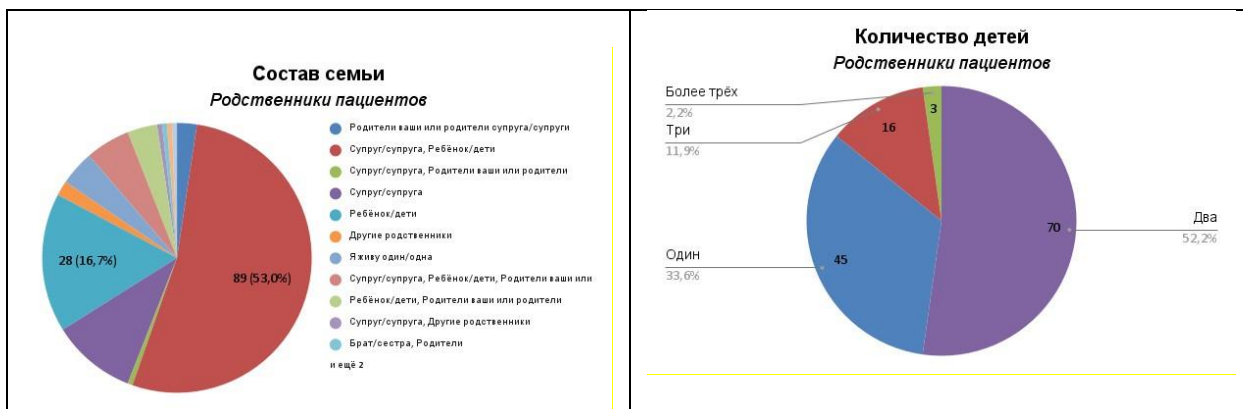 Состав семьи
Родственники пациентов
Родители ваши или родители супруга/супруги
Супруг/супруга, Ребёнок/дети
Супруг/супруга, Родители ваши или родители
Супруг/супруга
Ребёнок/дети
Другие родственники
Я живу один/одна
Супруг/супруга, Ребёнок/дети, Родители ваши или
Ребёнок/дети, Родители ваши или родители
Супруг/супруга, Другие родственники
Брат/сестра, Родители
и ещё 2
28 (16,7%)
89 (53,0%)
Количество детей
Родственники пациентов
Более трёх
2,2%
Три
11,9%
Один
33,6%
Два
52,2%
3
16
45
70